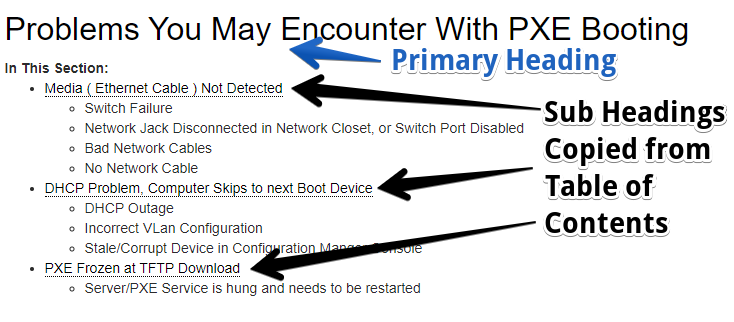 Problems You May Encounter With PXE Booting
Primary Heading
In This Section:
Media ( Ethernet Cable ) Not Detected
Switch Failure
Network Jack Disconnected in Network Closet, or Switch Port Disabled
Bad Network Cables
No Network Cable
DHCP Problem, Computer Skips to next Boot Device
DHCP Outage
Incorrect VLan Configuration
Stale/Corrupt Device in Configuration Manger Console
PXE Frozen at TFTP Download
Server/PXE Service is hung and needs to be restarted
Sub Headings
Copied from
Table of
Contents